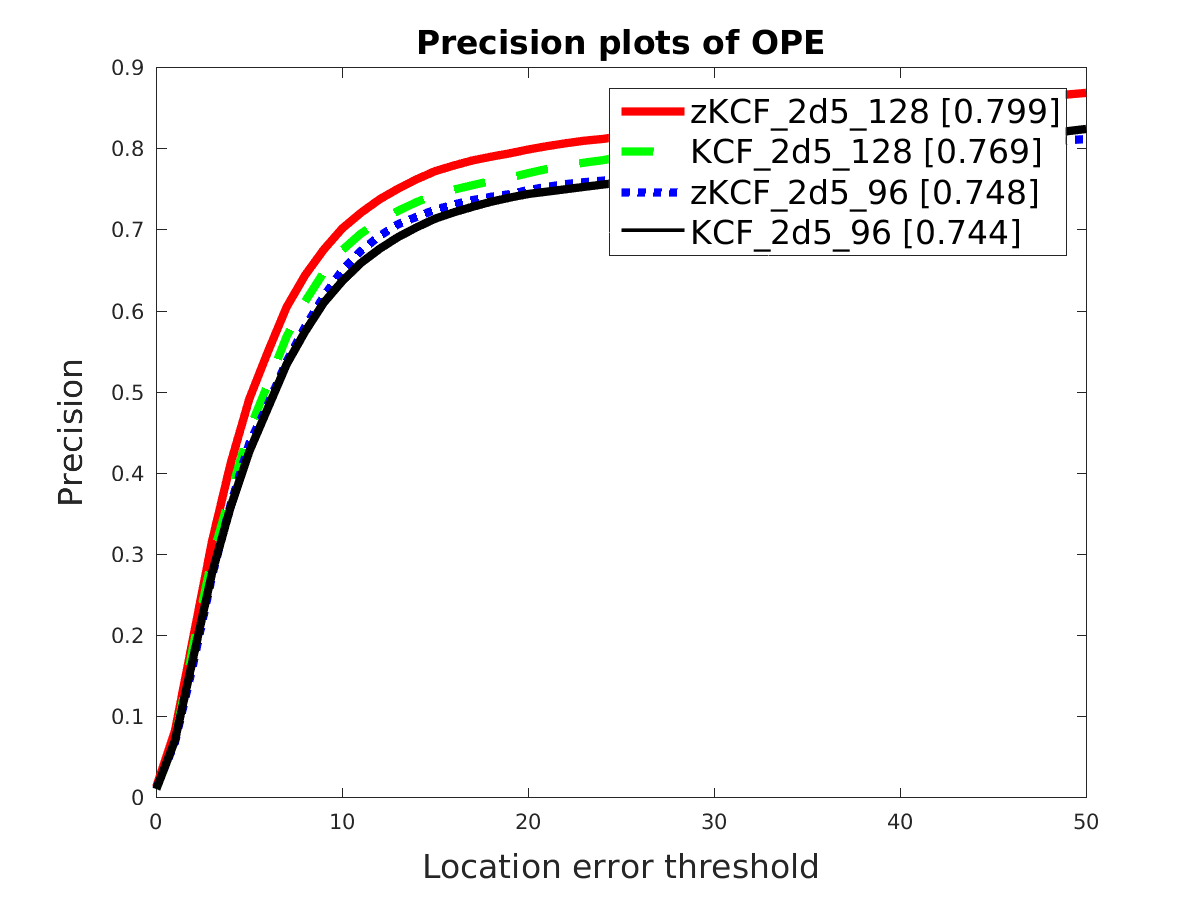 Precision plots of OPE
0.9
0.8
0.7
0.6
0.5
0.4
0.3
0.2
0.1
0
Precision
zKCF_2d5_128 [0.799]
KCF_2d5_128 [0.769]
zKCF_2d5_96 [0.748]
KCF_2d5_96 [0.744]
0 10 20 30 40 50
Location error threshold